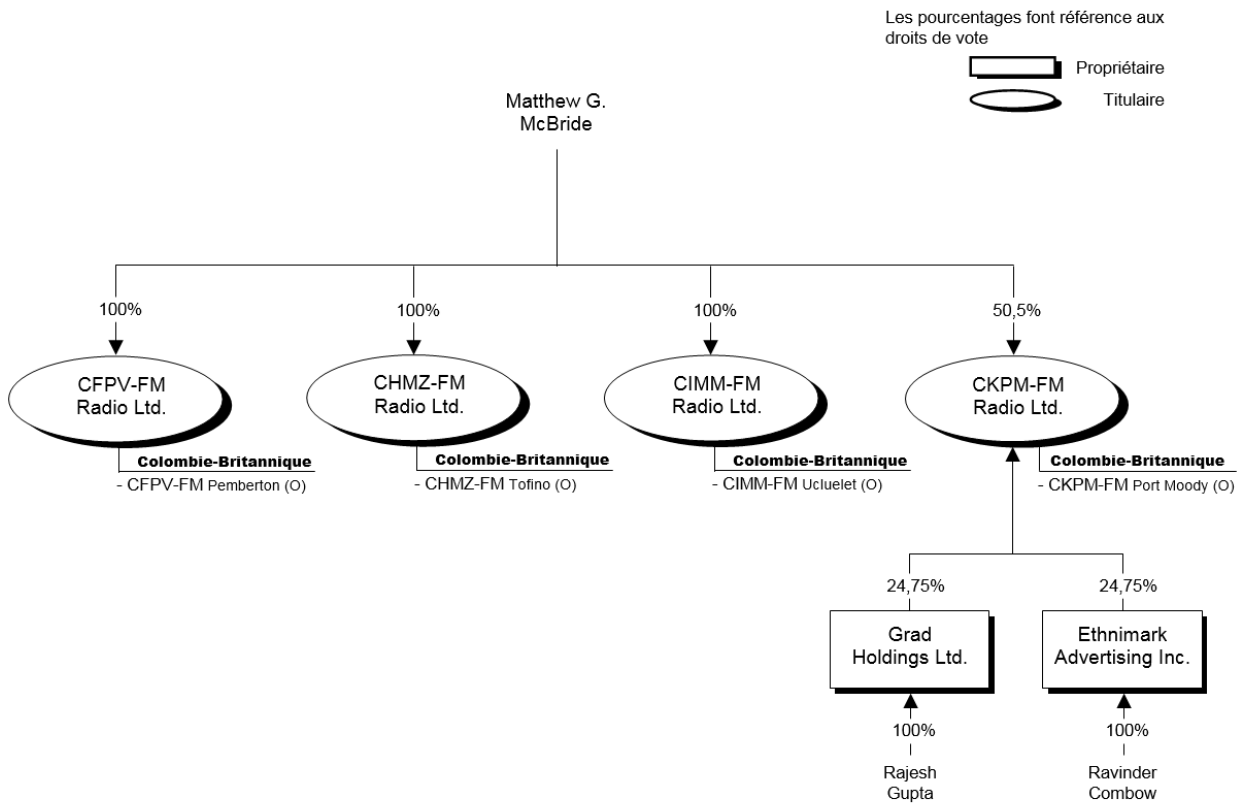 Les pourcentages font référence aux
droits de vote
Propriétaire
Titulaire
Matthew G.
McBride
100%
100%
100%
50,5%
CFPV-FM
Radio Ltd.
CHMZ-FM
Radio Ltd.
CIMM-FM
Radio Ltd.
CKPM-FM
Radio Ltd.
Colombie-Britannique
- CFPV-FM Pemberton (O)
Colombie-Britannique
- CHMZ-FM Tofino (O)
Colombie-Britannique
- CIMM-FM Ucluelet (O)
Colombie-Britannique
- CKPM-FM Port Moody (O)
24,75%
24,75%
Grad
Holdings Ltd.
Ethnimark
Advertising Inc.
100%
100%
Rajesh
Gupta
Ravinder
Combow